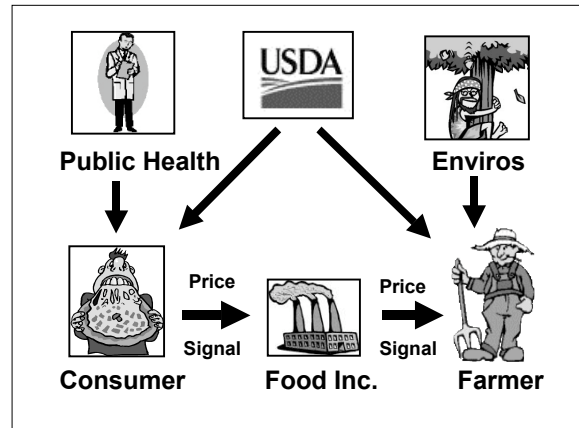 USDA
Public Health
Enviros
Price
Price
Signal
Signal
Consumer
Food Inc.
Farmer